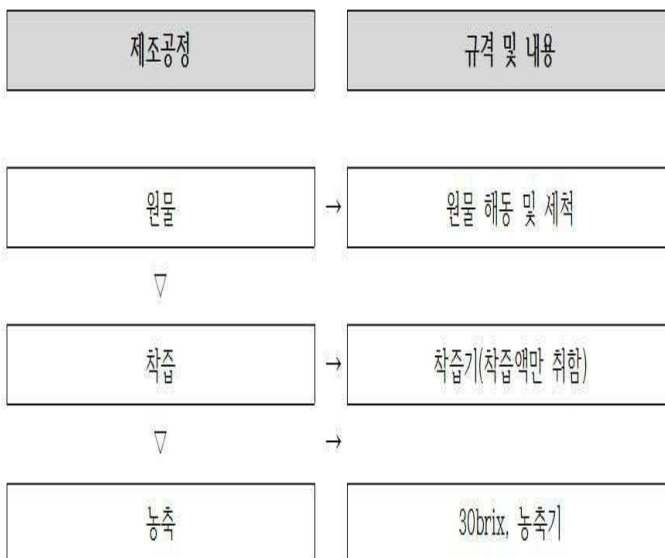 제조공정 규격 및 내용
원물 → 원물 해동 및 세척
▽
착즙 → 착즙기(착즙액만 취함)
▽ →
농축 30brix, 농축기